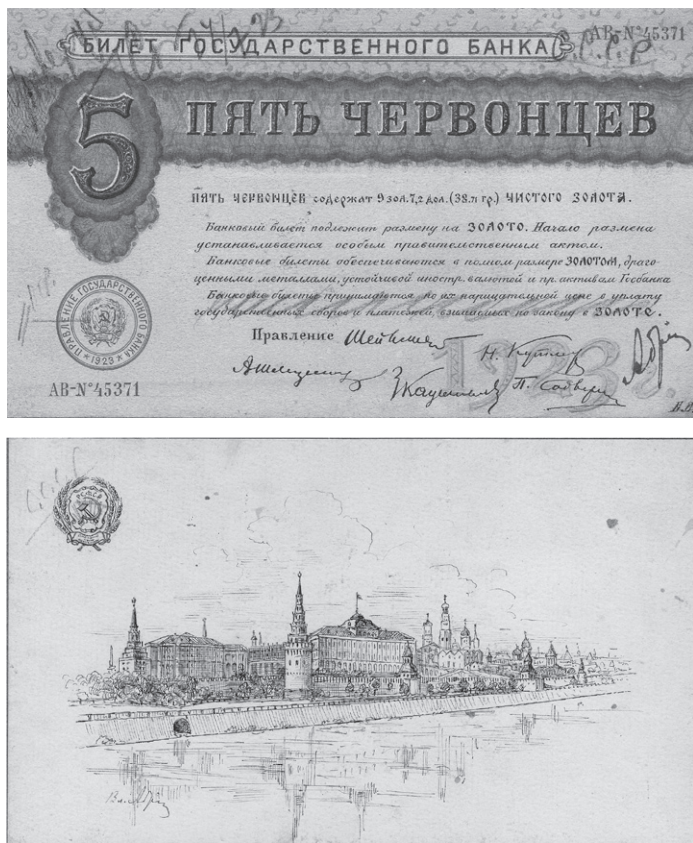 БИЛЕТ ГОСУДАРСТВЕННОГО БАНКА
АВ-№45371
С.С.С.Р
5
ПЯТЬ ЧЕРВОНЦЕВ
ПЯТЬ ЧЕРВОНЦЕВ содержат 9 зол. 7,2 дол. (38.71 гр.) ЧИСТОГО ЗОЛОТА.
Банковый билет подлежит размену на ЗОЛОТО. Начало размена
устанавливается особым правительственным актом.
Банковые билеты обеспечиваются в полном размере ЗОЛОТОМ, драго-
ценными металлами, устойчивой иностр. валютой и пр. активам Госбанка
Банковые билеты принимаются по их нарицательной цене в уплату
государственных сборов и платежей, взимаемых по закону в ЗОЛОТЕ.
ПРАВЛЕНИЕ ГОСУДАРСТВЕННОГО БАНКА
1923
Правление
1923
АВ-№45371